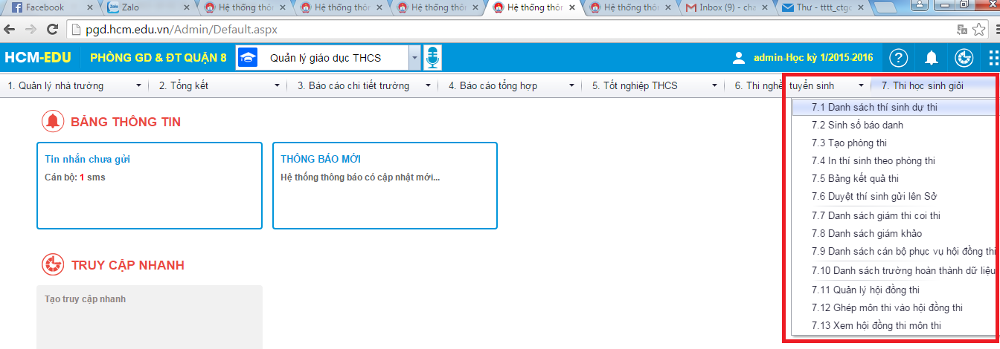 Facebook Zalo Hệ thống thôn Hệ thống thôn Hệ thống thôn Hệ thống thôn Hệ thống thôn Inbox (9) - cha Thư - tttt_ctgc
pgd.hcm.edu.vn/Admin/Default.aspx
HCM-EDU PHÒNG GD & ĐT QUẬN 8 Quản lý giáo dục THCS admin-Học kỳ 1/2015-2016
1. Quản lý nhà trường 2. Tổng kết 3. Báo cáo chi tiết trường 4. Báo cáo tổng hợp 5. Tốt nghiệp THCS 6. Thi nghề, tuyển sinh 7. Thi học sinh giỏi
7.1 Danh sách thí sinh dự thi
7.2 Sinh số báo danh
7.3 Tạo phòng thi
7.4 In thí sinh theo phòng thi
7.5 Bảng kết quả thi
7.6 Duyệt thí sinh gửi lên Sở
7.7 Danh sách giám thi coi thi
7.8 Danh sách giám khảo
7.9 Danh sách cán bộ phục vụ hội đồng thi
7.10 Danh sách trường hoàn thành dữ liệu
7.11 Quản lý hội đồng thi
7.12 Ghép môn thi vào hội đồng thi
7.13 Xem hội đồng thi môn thi
BẢNG THÔNG TIN
Tin nhắn chưa gửi
Cán bộ: 1 sms
THÔNG BÁO MỚI
Hệ thống thông báo có cập nhật mới...
TRUY CẬP NHANH
Tạo truy cập nhanh